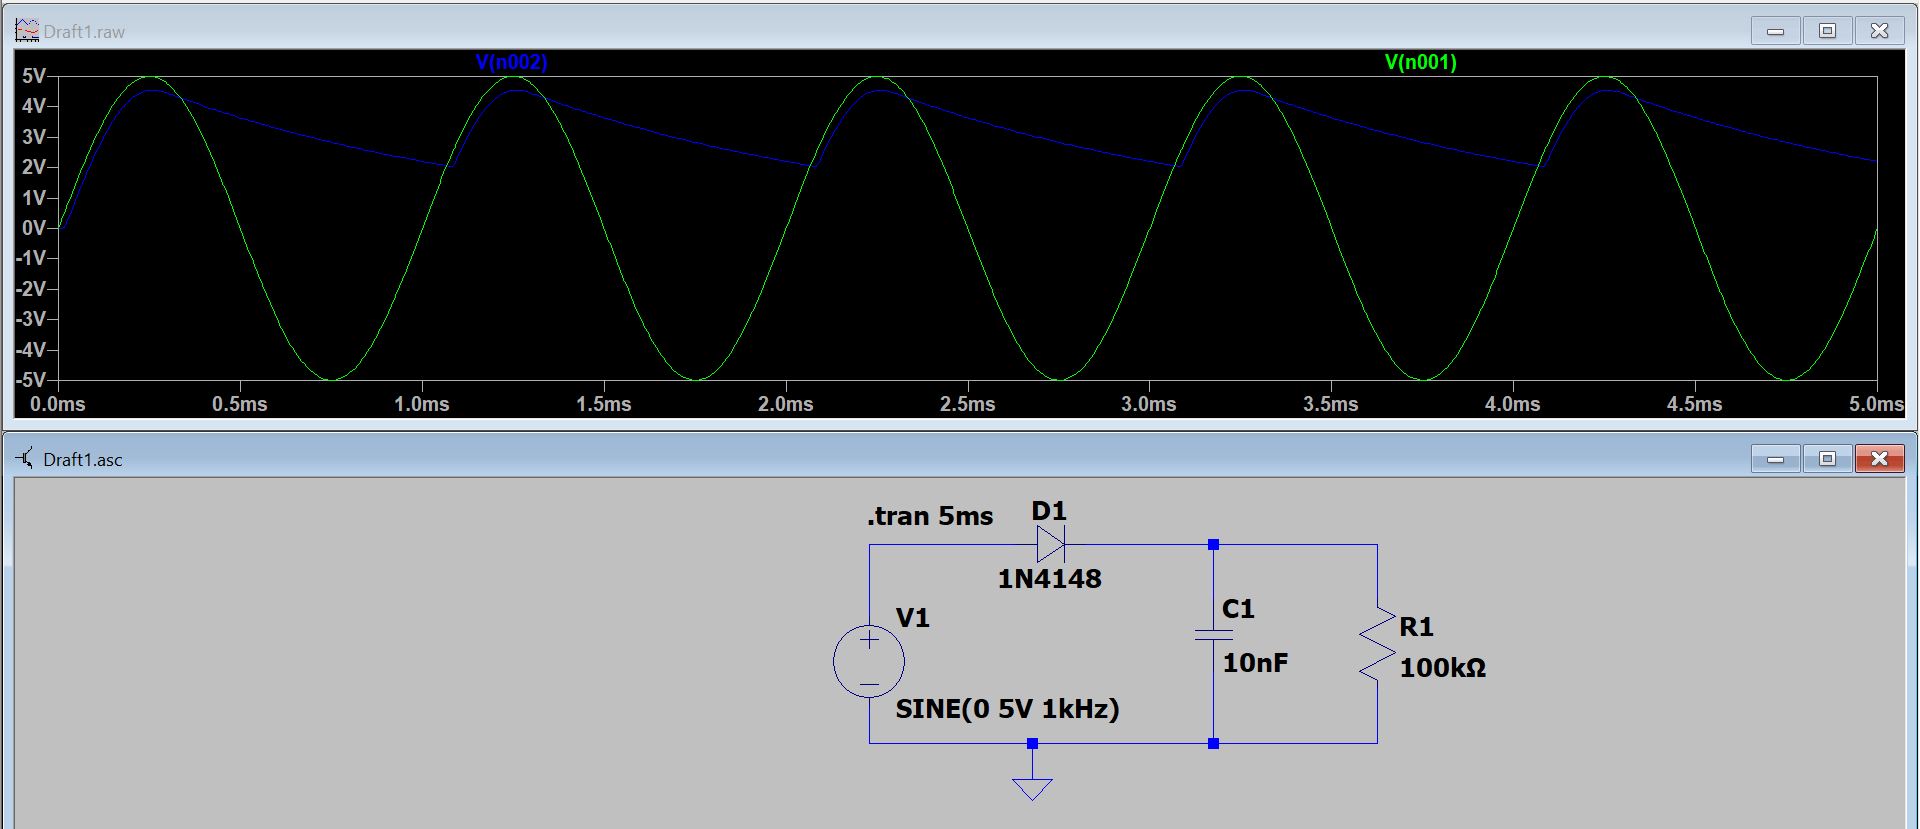 Draft1.raw
V(n002) V(n001)
5V
4V
3V
2V
1V
0V
-1V
-2V
-3V
-4V
-5V
0.0ms 0.5ms 1.0ms 1.5ms 2.0ms 2.5ms 3.0ms 3.5ms 4.0ms 4.5ms 5.0ms
Draft1.asc
.tran 5ms
D1
1N4148
V1
SINE(0 5V 1kHz)
C1
10nF
R1
100kΩ